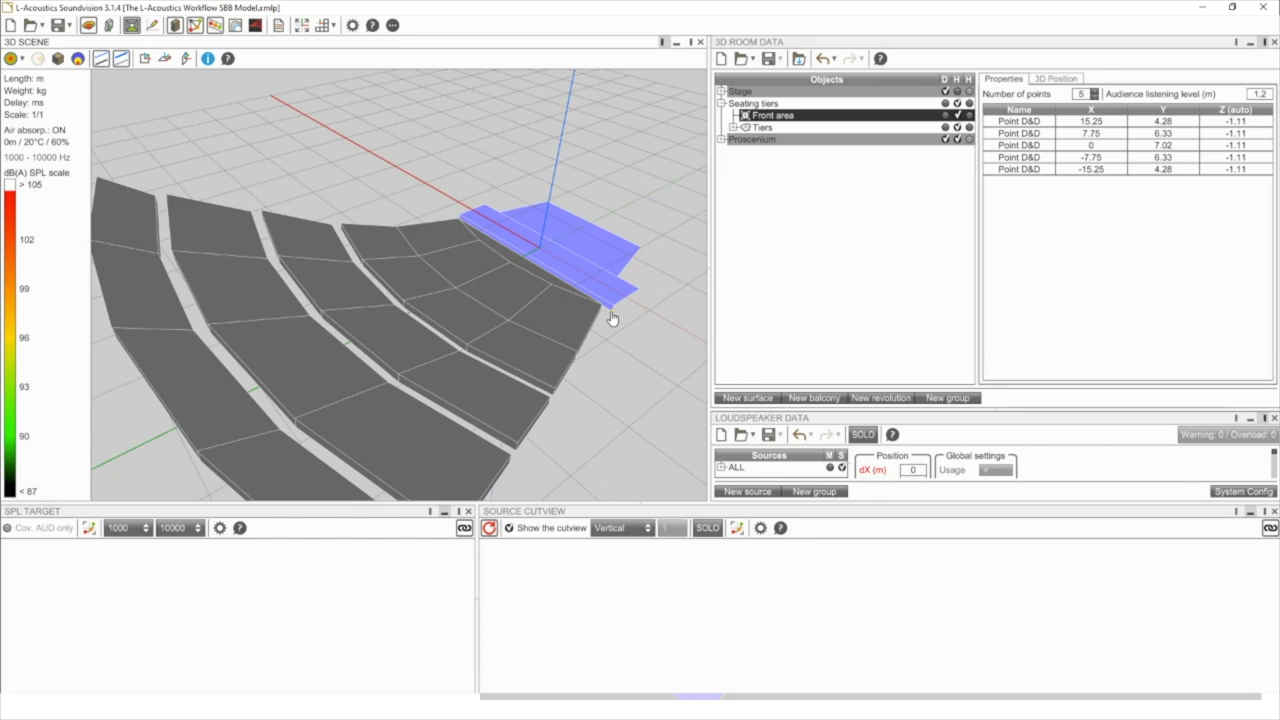 L-Acoustics Soundvision 3.1.4 [The L-Acoustics Workflow SBB Model.xmlp]
3D SCENE
Length: m
Weight: kg
Delay: ms
Scale: 1/1
Air absorp.: ON
0m / 20°C / 60%
1000 - 10000 Hz
dB(A) SPL scale
> 105
102
99
96
93
90
< 87
3D ROOM DATA
Objects D H H
Stage
Seating tiers
Front area
Tiers
Proscenium
New surface New balcony New revolution New group
Properties 3D Position
Number of points 5 Audience listening level (m) 1.2
Name X Y Z (auto)
Point D&D 15.25 4.28 -1.11
Point D&D 7.75 6.33 -1.11
Point D&D 0 7.02 -1.11
Point D&D -7.75 6.33 -1.11
Point D&D -15.25 4.28 -1.11
LOUDSPEAKER DATA
SOLO Warning: 0 / Overload: 0
Sources M S
ALL
Position
dX (m) 0
Global settings
Usage
New source New group System Config
SPL TARGET
Cov. AUD only 1000 10000
SOURCE CUTVIEW
Show the cutview Vertical 1 SOLO